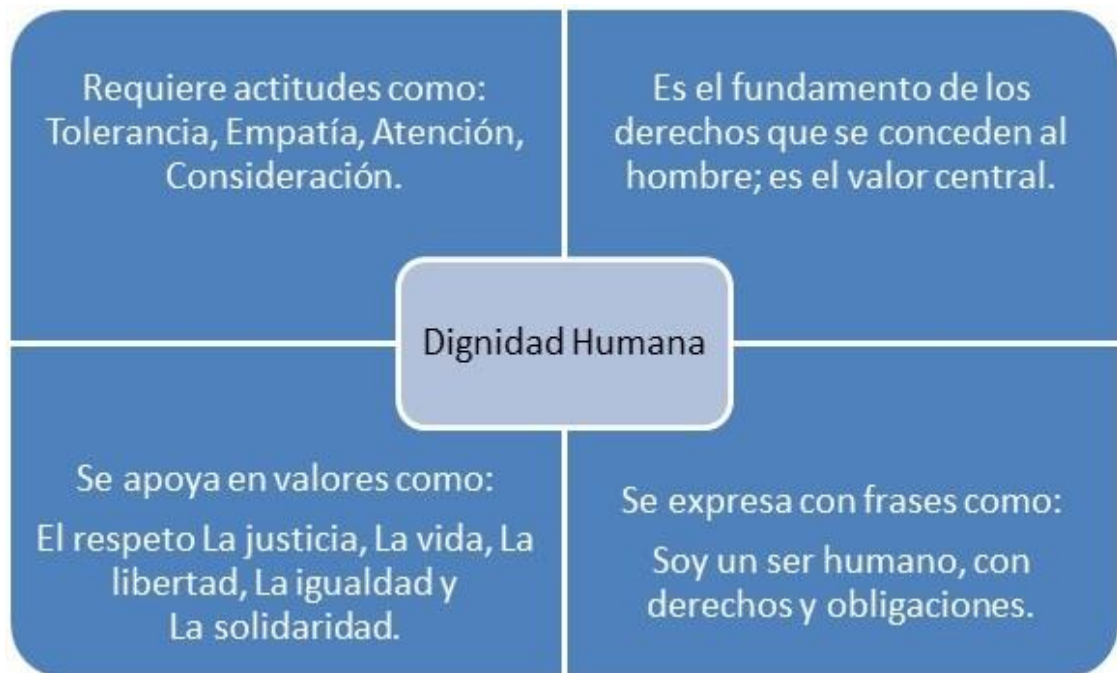 Requiere actitudes como:
Tolerancia, Empatía, Atención,
Consideración.
Es el fundamento de los
derechos que se conceden al
hombre; es el valor central.
Dignidad Humana
Se apoya en valores como:
El respeto La justicia, La vida, La
libertad, La igualdad y
La solidaridad.
Se expresa con frases como:
Soy un ser humano, con
derechos y obligaciones.